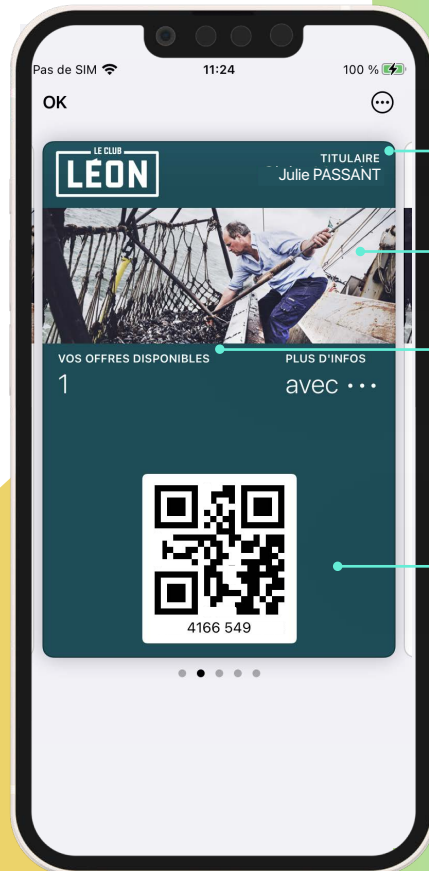 Pas de SIM
11:24
100 %
OK
LE CLUB
LÉON
TITULAIRE
Julie PASSANT
VOS OFFRES DISPONIBLES
PLUS D'INFOS
1
avec ···
4166 549